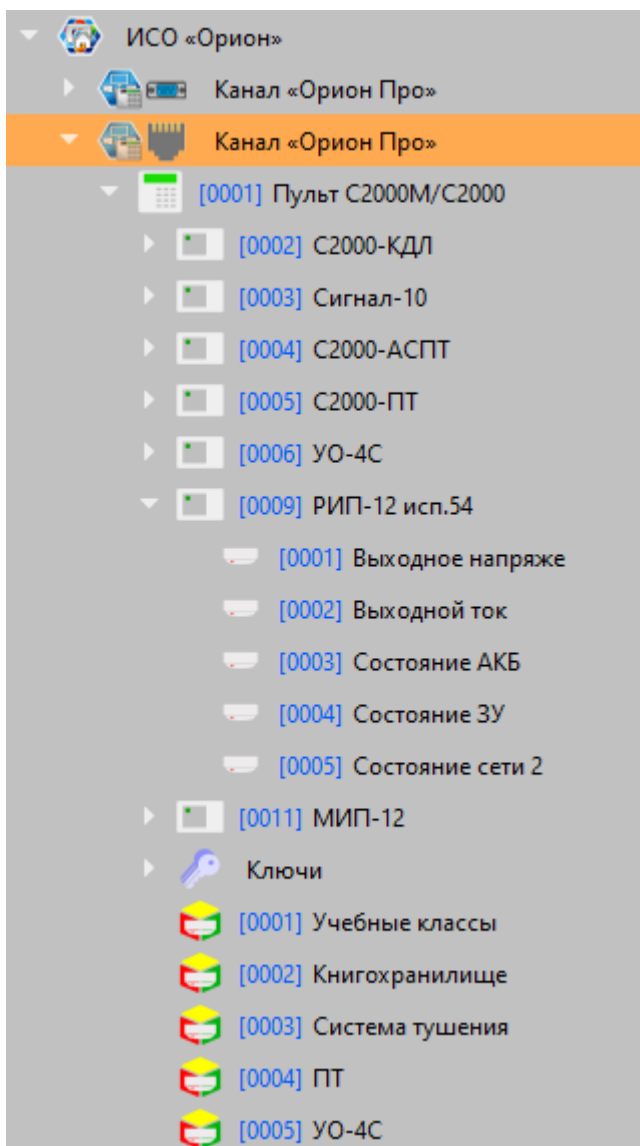 ИСО «Орион»
Канал «Орион Про»
Канал «Орион Про»
[0001] Пульт С2000М/С2000
[0002] С2000-КДЛ
[0003] Сигнал-10
[0004] С2000-АСПТ
[0005] С2000-ПТ
[0006] УО-4С
[0009] РИП-12 исп.54
[0001] Выходное напряже
[0002] Выходной ток
[0003] Состояние АКБ
[0004] Состояние ЗУ
[0005] Состояние сети 2
[0011] МИП-12
Ключи
[0001] Учебные классы
[0002] Книгохранилище
[0003] Система тушения
[0004] ПТ
[0005] УО-4С